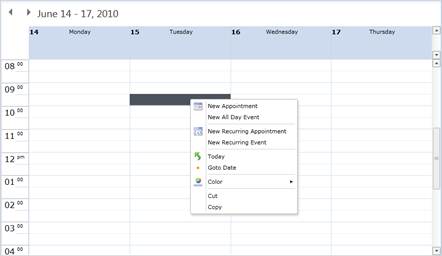 June 14 - 17, 2010
14 Monday 15 Tuesday 16 Wednesday 17 Thursday
08 00
09 00
10 00
11 00
12 pm
01 00
02 00
03 00
04 00
New Appointment
New All Day Event
New Recurring Appointment
New Recurring Event
Today
Goto Date
Color
Cut
Copy